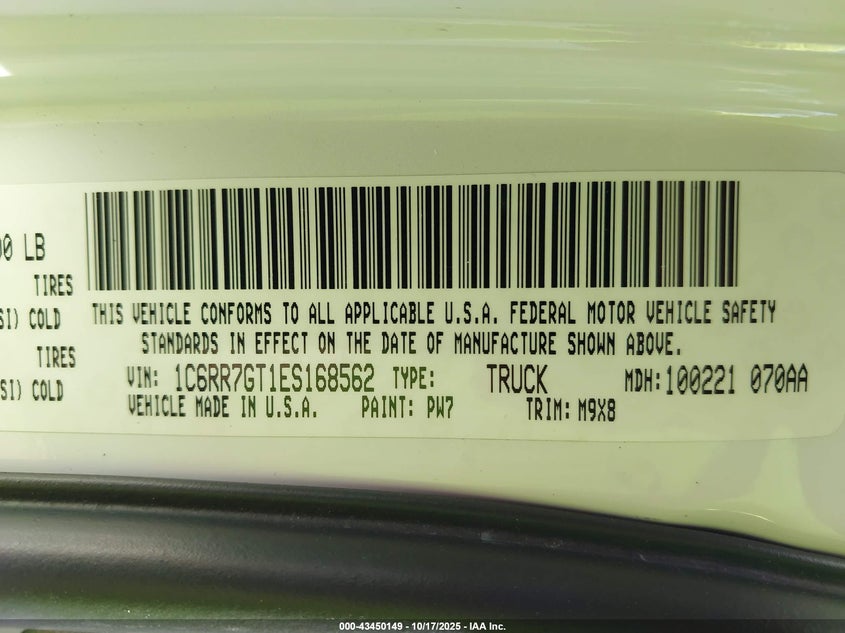 00 LB
TIRES
SI) COLD
TIRES
SI) COLD
THIS VEHICLE CONFORMS TO ALL APPLICABLE U.S.A. FEDERAL MOTOR VEHICLE SAFETY
STANDARDS IN EFFECT ON THE DATE OF MANUFACTURE SHOWN ABOVE.
VIN: 1C6RR7GT1ES168562 TYPE: TRUCK MDH:100221 070AA
VEHICLE MADE IN U.S.A. PAINT: PW7 TRIM: M9X8
000-43450149 - 10/17/2025 - IAA Inc.